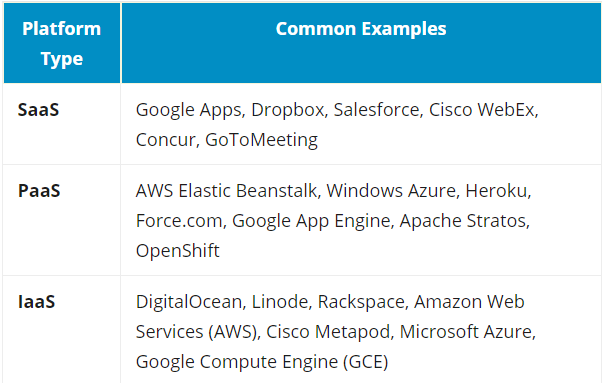 Platform Type
Common Examples
SaaS
Google Apps, Dropbox, Salesforce, Cisco WebEx,
Concur, GoToMeeting
PaaS
AWS Elastic Beanstalk, Windows Azure, Heroku,
Force.com, Google App Engine, Apache Stratos,
OpenShift
IaaS
DigitalOcean, Linode, Rackspace, Amazon Web
Services (AWS), Cisco Metapod, Microsoft Azure,
Google Compute Engine (GCE)